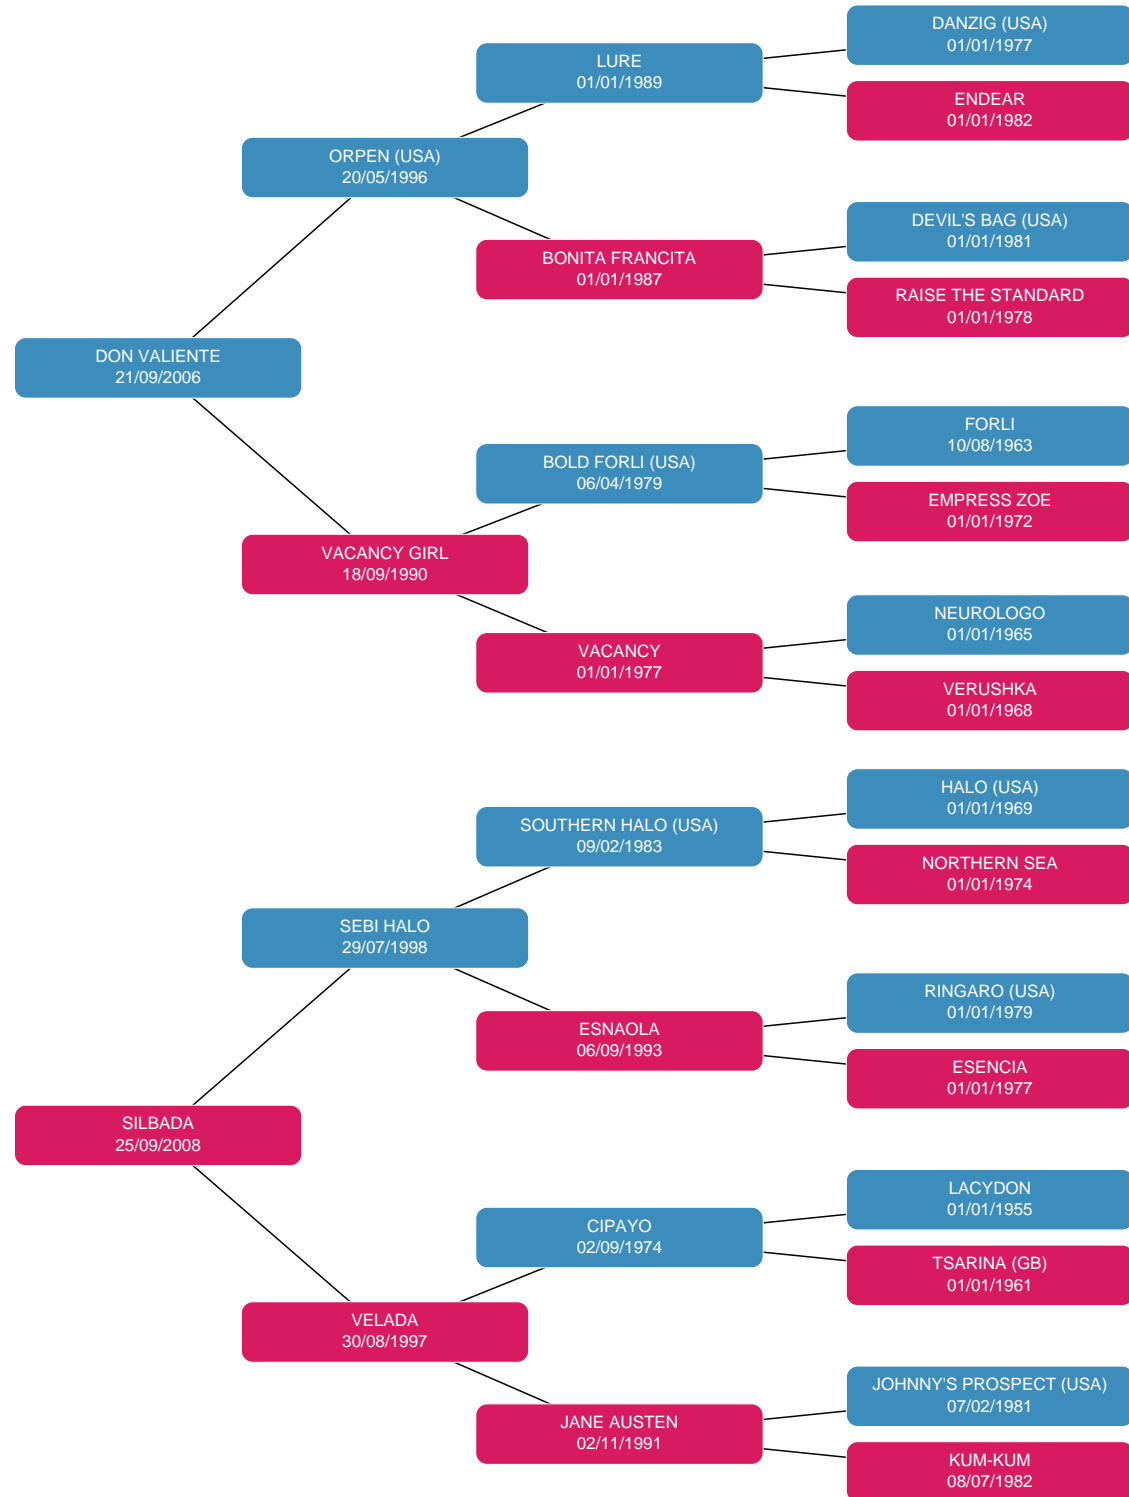 DANZIG (USA)
01/01/1977
LURE
01/01/1989
ENDEAR
01/01/1982
ORPEN (USA)
20/05/1996
DEVIL'S BAG (USA)
01/01/1981
BONITA FRANCITA
01/01/1987
RAISE THE STANDARD
01/01/1978
DON VALIENTE
21/09/2006
FORLI
10/08/1963
BOLD FORLI (USA)
06/04/1979
EMPRESS ZOE
01/01/1972
VACANCY GIRL
18/09/1990
NEUROLOGO
01/01/1965
VACANCY
01/01/1977
VERUSHKA
01/01/1968
HALO (USA)
01/01/1969
SOUTHERN HALO (USA)
09/02/1983
NORTHERN SEA
01/01/1974
SEBI HALO
29/07/1998
RINGARO (USA)
01/01/1979
ESNAOLA
06/09/1993
ESENCIA
01/01/1977
SILBADA
25/09/2008
LACYDON
01/01/1955
CIPAYO
02/09/1974
TSARINA (GB)
01/01/1961
VELADA
30/08/1997
JOHNNY'S PROSPECT (USA)
07/02/1981
JANE AUSTEN
02/11/1991
KUM-KUM
08/07/1982